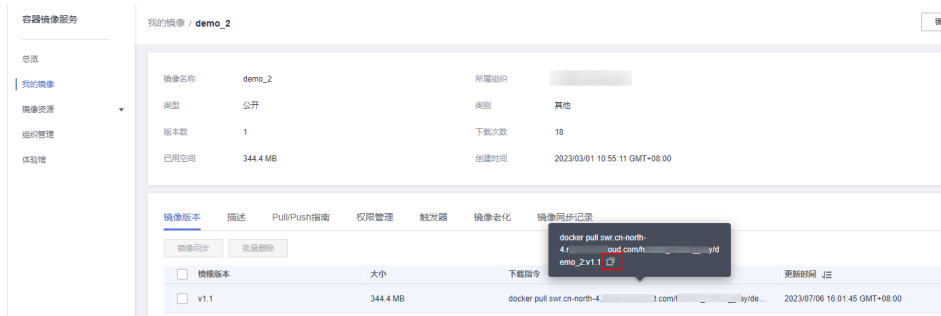 容器镜像服务
我的镜像 / demo_2
总览
我的镜像
镜像资源
组织管理
体验馆
镜像名称 demo_2 所属组织
类型 公开 类别 其他
版本数 1 下载次数 18
已用空间 344.4 MB 创建时间 2023/03/01 10:55:11 GMT+08:00
镜像版本 描述 Pull/Push指南 权限管理 触发器 镜像老化 镜像同步记录
镜像同步 批量删除
docker pull swr.cn-north-
4.r oud.com/h y/d
emo_2:v1.1
镜像版本 大小 下载指令 更新时间
v1.1 344.4 MB docker pull swr.cn-north-4. .com/ ay/de... 2023/07/06 16:01:45 GMT+08:00